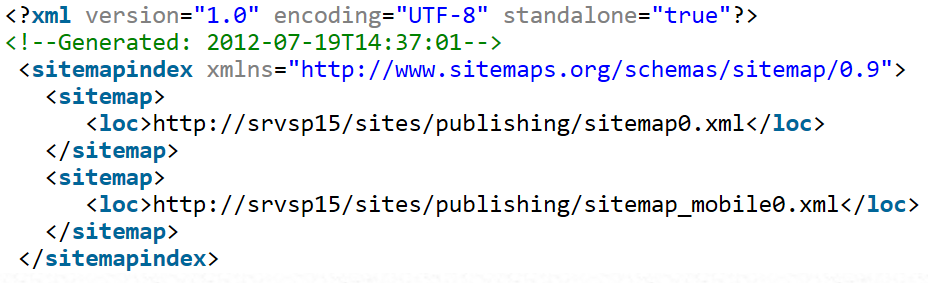 <?xml version="1.0" encoding="UTF-8" standalone="true"?>
<!--Generated: 2012-07-19T14:37:01-->
<sitemapindex xmlns="http://www.sitemaps.org/schemas/sitemap/0.9">
<sitemap>
<loc>http://srvsp15/sites/publishing/sitemap0.xml</loc>
</sitemap>
<sitemap>
<loc>http://srvsp15/sites/publishing/sitemap_mobile0.xml</loc>
</sitemap>
</sitemapindex>